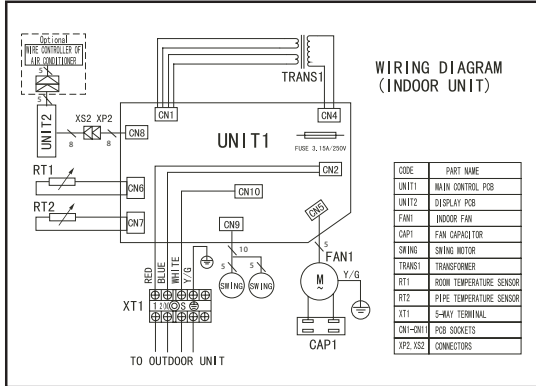 Optional
WIRE CONTROLLER OF
AIR CONDITIONER
5
5
UNIT2
XS2 XP2
8
8
CN8
CN1
TRANS1
CN4
WIRING DIAGRAM
(INDOOR UNIT)
UNIT1
FUSE 3.15A/250V
CN2
RT1
CN6
CN10
RT2
CN7
CN9
CN5
10
5
5
5
SWING
SWING
FAN1
M
~
Y/G
CAP1
RED
BLUE
WHITE
Y/G
XT1
S
TO OUTDOOR UNIT
CODE PART NAME
UNIT1 MAIN CONTROL PCB
UNIT2 DISPLAY PCB
FAN1 INDOOR FAN
CAP1 FAN CAPACITOR
SWING SWING MOTOR
TRANS1 TRANSFORMER
RT1 ROOM TEMPERATURE SENSOR
RT2 PIPE TEMPERATURE SENSOR
XT1 5-WAY TERMINAL
CN1-CN11 PCB SOCKETS
XP2, XS2 CONNECTORS